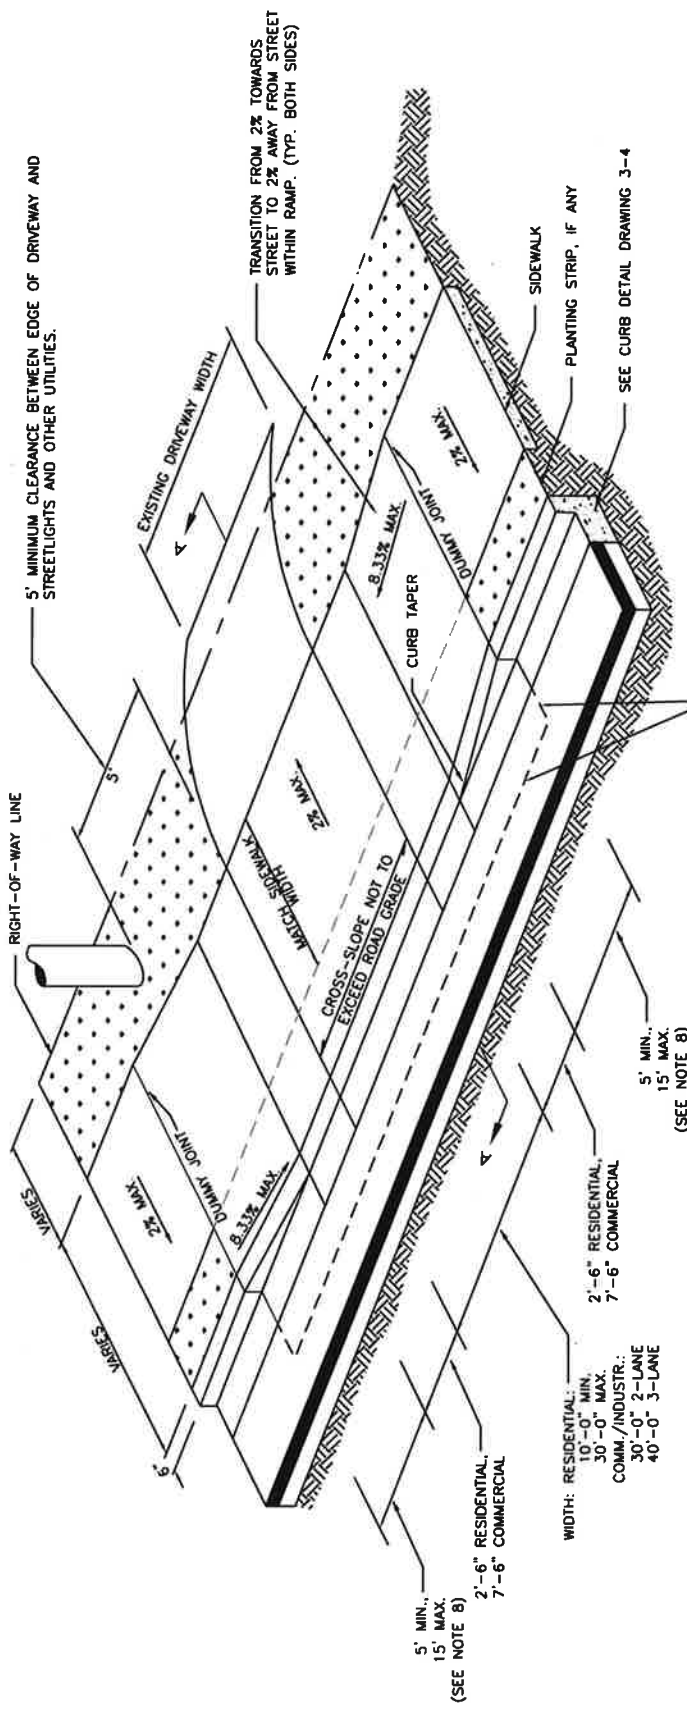 RIGHT-OF-WAY LINE
5' MINIMUM CLEARANCE BETWEEN EDGE OF DRIVEWAY AND
STREETLIGHTS AND OTHER UTILITIES.
TRANSITION FROM 2% TOWARDS
STREET TO 2% AWAY FROM STREET
WITHIN RAMP. (TYP. BOTH SIDES)
VARIES
VARIES
6"
5'
EXISTING DRIVEWAY WIDTH
A
2% MAX.
DUMMY JOINT
8.33% MAX.
MATCH SIDEWALK
WIDTH
2% MAX.
CROSS-SLOPE NOT TO
EXCEED ROAD GRADE
8.33% MAX.
CURB TAPER
DUMMY JOINT
2% MAX.
SIDEWALK
PLANTING STRIP, IF ANY
SEE CURB DETAIL DRAWING 3-4
A
5' MIN.,
15' MAX.
(SEE NOTE 8)
2'-6" RESIDENTIAL,
7'-6" COMMERCIAL
WIDTH: RESIDENTIAL:
10'-0" MIN.
30'-0" MAX.
COMM./INDUSTR.:
30'-0" 2-LANE
40'-0" 3-LANE
2'-6" RESIDENTIAL,
7'-6" COMMERCIAL
5' MIN.,
15' MAX.
(SEE NOTE 8)